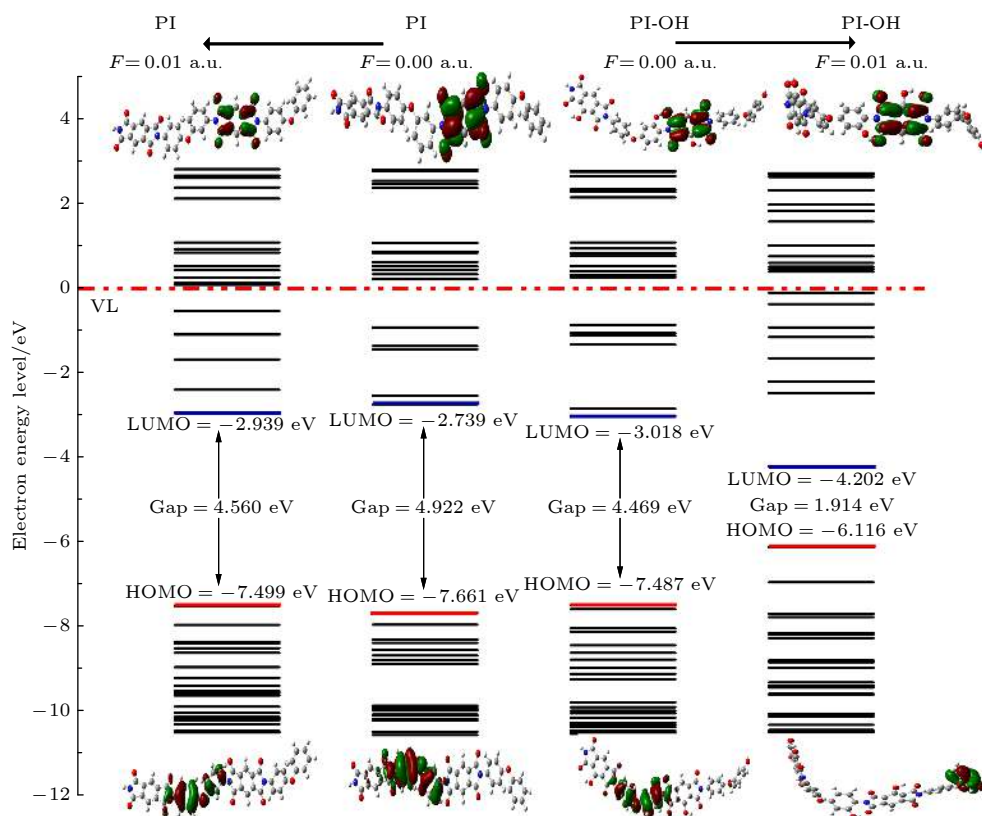 PI PI PI-OH PI-OH
F = 0.01 a.u. F = 0.00 a.u. F = 0.00 a.u. F = 0.01 a.u.
Electron energy level/eV
4
2
0
−2
−4
−6
−8
−10
−12
VL
LUMO = −2.939 eV
Gap = 4.560 eV
HOMO = −7.499 eV
LUMO = −2.739 eV
Gap = 4.922 eV
HOMO = −7.661 eV
LUMO = −3.018 eV
Gap = 4.469 eV
HOMO = −7.487 eV
LUMO = −4.202 eV
Gap = 1.914 eV
HOMO = −6.116 eV